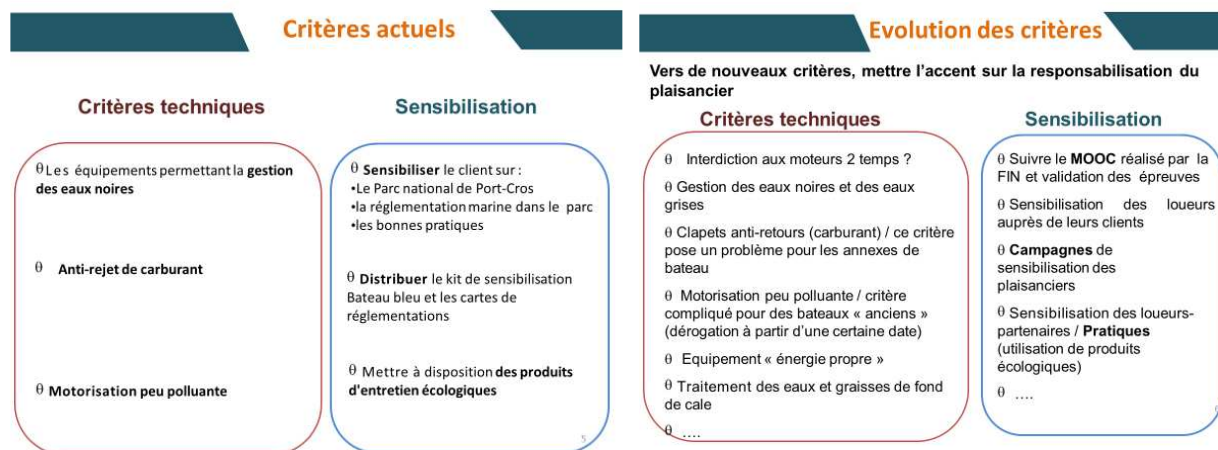 Critères actuels
Critères techniques
θ Les équipements permettant la gestion
des eaux noires
θ Anti-rejet de carburant
θ Motorisation peu polluante
Sensibilisation
θ Sensibiliser le client sur :
•Le Parc national de Port-Cros
•la réglementation marine dans le parc
•les bonnes pratiques
θ Distribuer le kit de sensibilisation
Bateau bleu et les cartes de
réglementations
θ Mettre à disposition des produits
d'entretien écologiques
5
Evolution des critères
Vers de nouveaux critères, mettre l’accent sur la responsabilisation du
plaisancier
Critères techniques
θ Interdiction aux moteurs 2 temps ?
θ Gestion des eaux noires et des eaux
grises
θ Clapets anti-retours (carburant) / ce critère
pose un problème pour les annexes de
bateau
θ Motorisation peu polluante / critère
compliqué pour des bateaux « anciens »
(dérogation à partir d’une certaine date)
θ Equipement « énergie propre »
θ Traitement des eaux et graisses de fond
de cale
θ ....
Sensibilisation
θ Suivre le MOOC réalisé par la
FIN et validation des épreuves
θ Sensibilisation des loueurs
auprès de leurs clients
θ Campagnes de
sensibilisation des
plaisanciers
θ Sensibilisation des loueurs-
partenaires / Pratiques
(utilisation de produits
écologiques)
θ ....